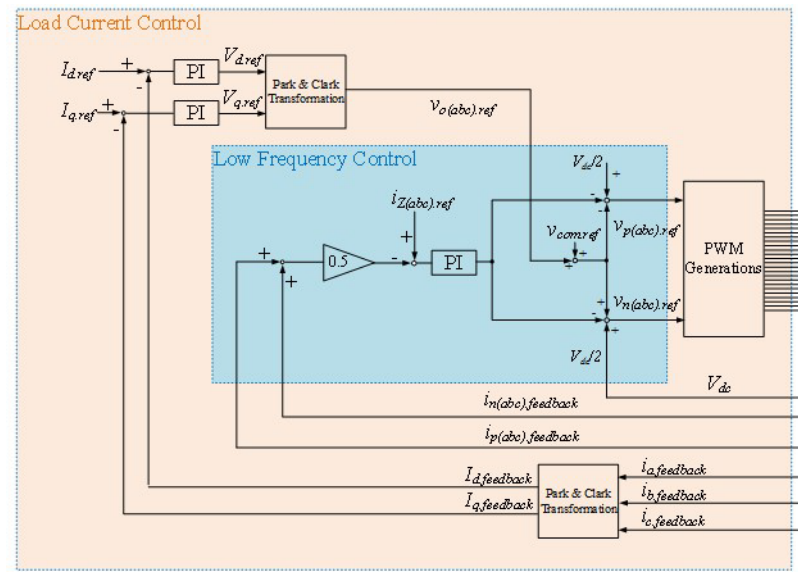 Load Current Control
I_{d.ref}
+
-
PI
V_{d.ref}
Park & Clark
Transformation
I_{q.ref}
+
-
PI
V_{q.ref}
v_{o(abc).ref}
Low Frequency Control
V_{dc}/2
+
i_{Z(abc).ref}
-
-
v_{p(abc).ref}
+
v_{com.ref}
+
+
+
0.5
-
PI
+
PWM
Generations
+
v_{n(abc).ref}
-
+
V_{dc}/2
V_{dc}
i_{n(abc).feedback}
i_{p(abc).feedback}
I_{d.feedback}
I_{q.feedback}
Park & Clark
Transformation
i_{a.feedback}
i_{b.feedback}
i_{c.feedback}